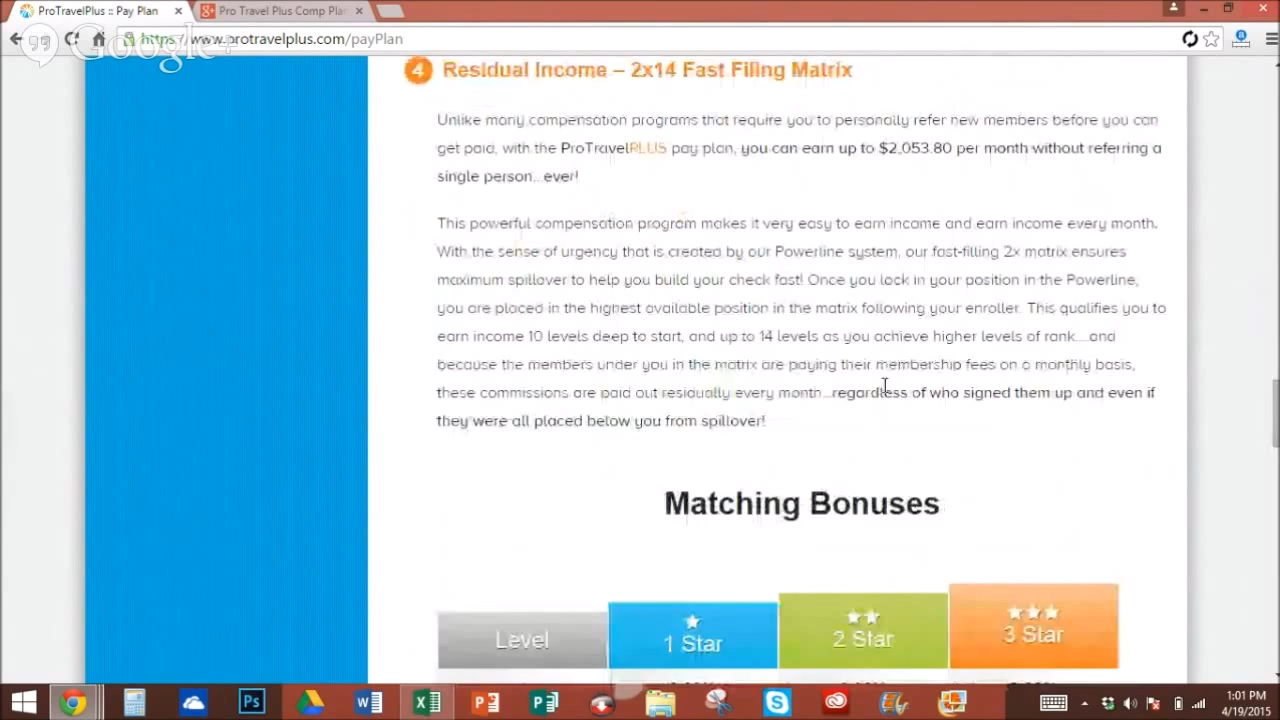 ProTravelPlus :: Pay Plan
Pro Travel Plus Comp Plan
https://www.protravelplus.com/payPlan
Google+
4 Residual Income – 2x14 Fast Filing Matrix
Unlike many compensation programs that require you to personally refer new members before you can
get paid, with the ProTravelPLUS pay plan, you can earn up to $2,053.80 per month without referring a
single person...ever!
This powerful compensation program makes it very easy to earn income and earn income every month.
With the sense of urgency that is created by our Powerline system, our fast-filling 2x matrix ensures
maximum spillover to help you build your check fast! Once you lock in your position in the Powerline,
you are placed in the highest available position in the matrix following your enroller. This qualifies you to
earn income 10 levels deep to start, and up to 14 levels as you achieve higher levels of rank....and
because the members under you in the matrix are paying their membership fees on a monthly basis,
these commissions are paid out residually every month...regardless of who signed them up and even if
they were all placed below you from spillover!
Matching Bonuses
Level
1 Star
2 Star
3 Star
1:01 PM
4/19/2015